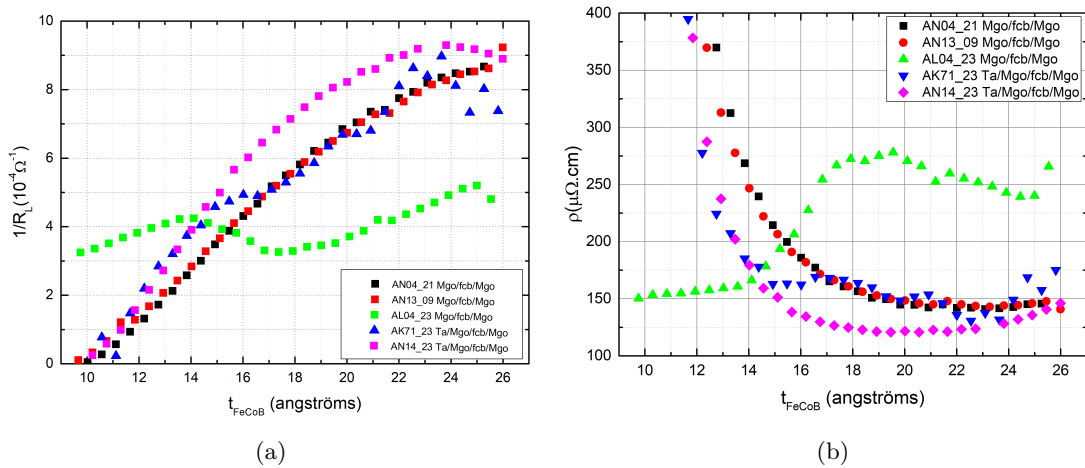 10
8
6
4
2
0
1/R_L(10⁻⁴Ω⁻¹)
AN04_21 Mgo/fcb/Mgo
AN13_09 Mgo/fcb/Mgo
AL04_23 Mgo/fcb/Mgo
AK71_23 Ta/Mgo/fcb/Mgo
AN14_23 Ta/Mgo/fcb/Mgo
10 12 14 16 18 20 22 24 26
t_FeCoB (angströms)
(a)
400
350
300
250
200
150
100
ρ(μΩ.cm)
AN04_21 Mgo/fcb/Mgo
AN13_09 Mgo/fcb/Mgo
AL04_23 Mgo/fcb/Mgo
AK71_23 Ta/Mgo/fcb/Mgo
AN14_23 Ta/Mgo/fcb/Mgo
10 12 14 16 18 20 22 24 26
t_FeCoB (angströms)
(b)